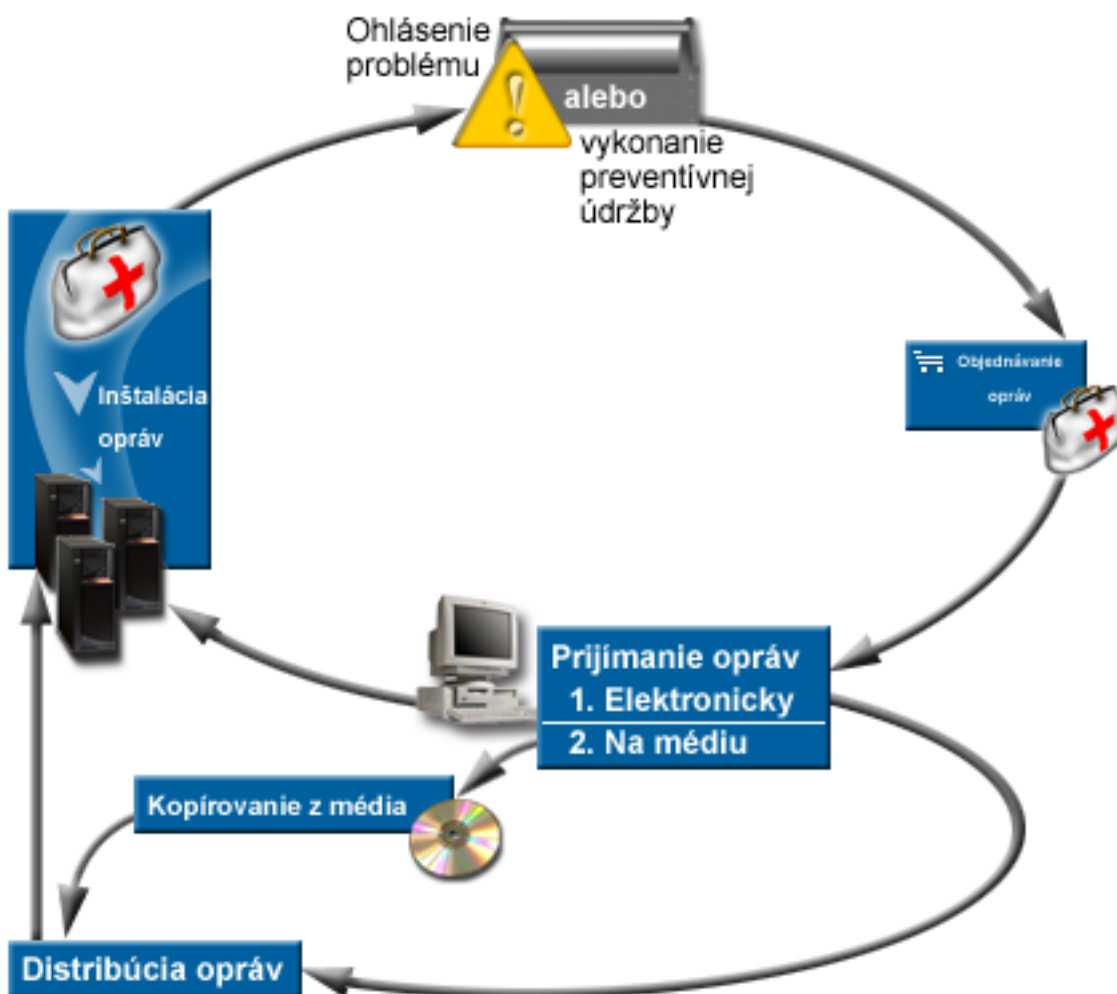 Ohlásenie
problému
alebo
vykonanie
preventívnej
údržby
Objednávanie
opráv
Inštalácia
opráv
Prijímanie opráv
1. Elektronicky
2. Na médiu
Kopírovanie z média
Distribúcia opráv